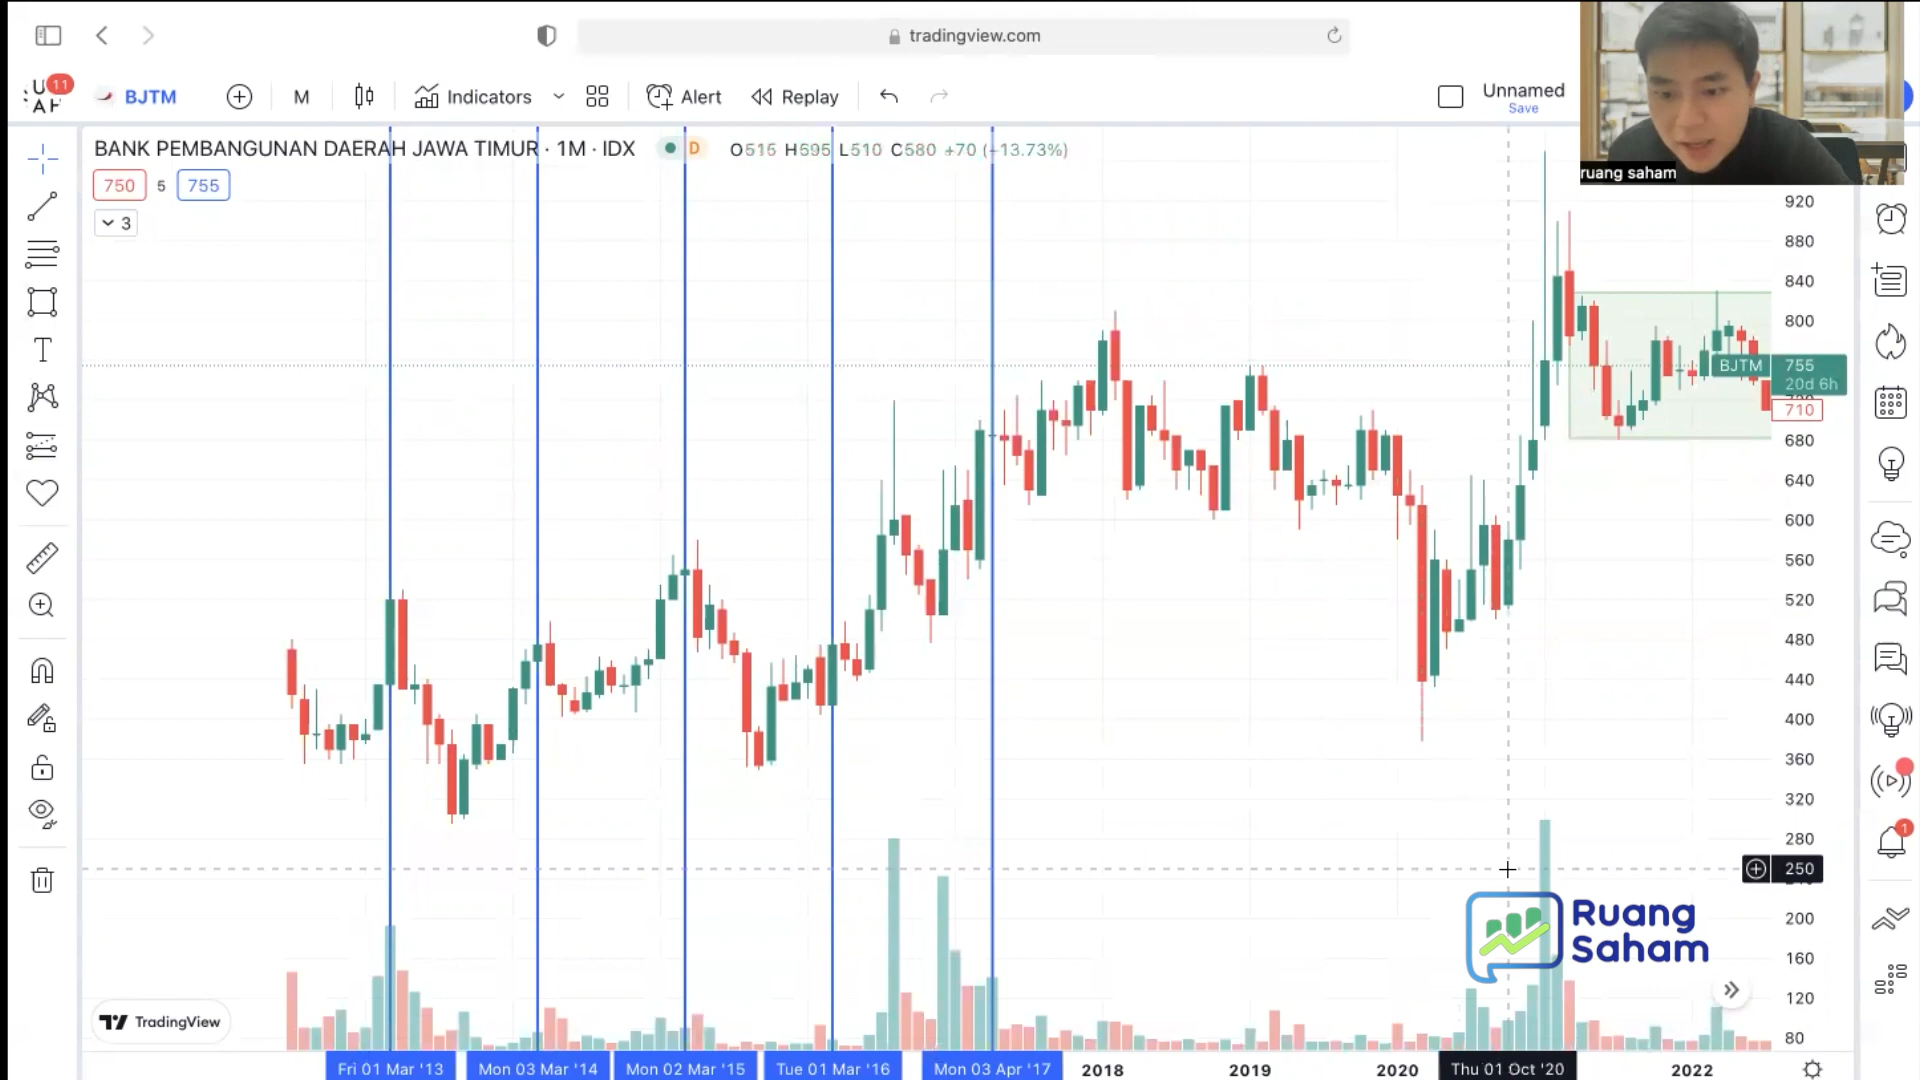 tradingview.com
11
BJTM
M
Indicators
Alert
Replay
Unnamed
Save
ruang saham
BANK PEMBANGUNAN DAERAH JAWA TIMUR · 1M · IDX
D
O515 H595 L510 C580 +70 (+13.73%)
750 5 755
3
920
880
840
800
BJTM 755
20d 6h
710
680
640
600
560
520
480
440
400
360
320
280
250
200
160
120
80
1
Ruang
Saham
TradingView
Fri 01 Mar '13
Mon 03 Mar '14
Mon 02 Mar '15
Tue 01 Mar '16
Mon 03 Apr '17
2018
2019
2020
Thu 01 Oct '20
2022